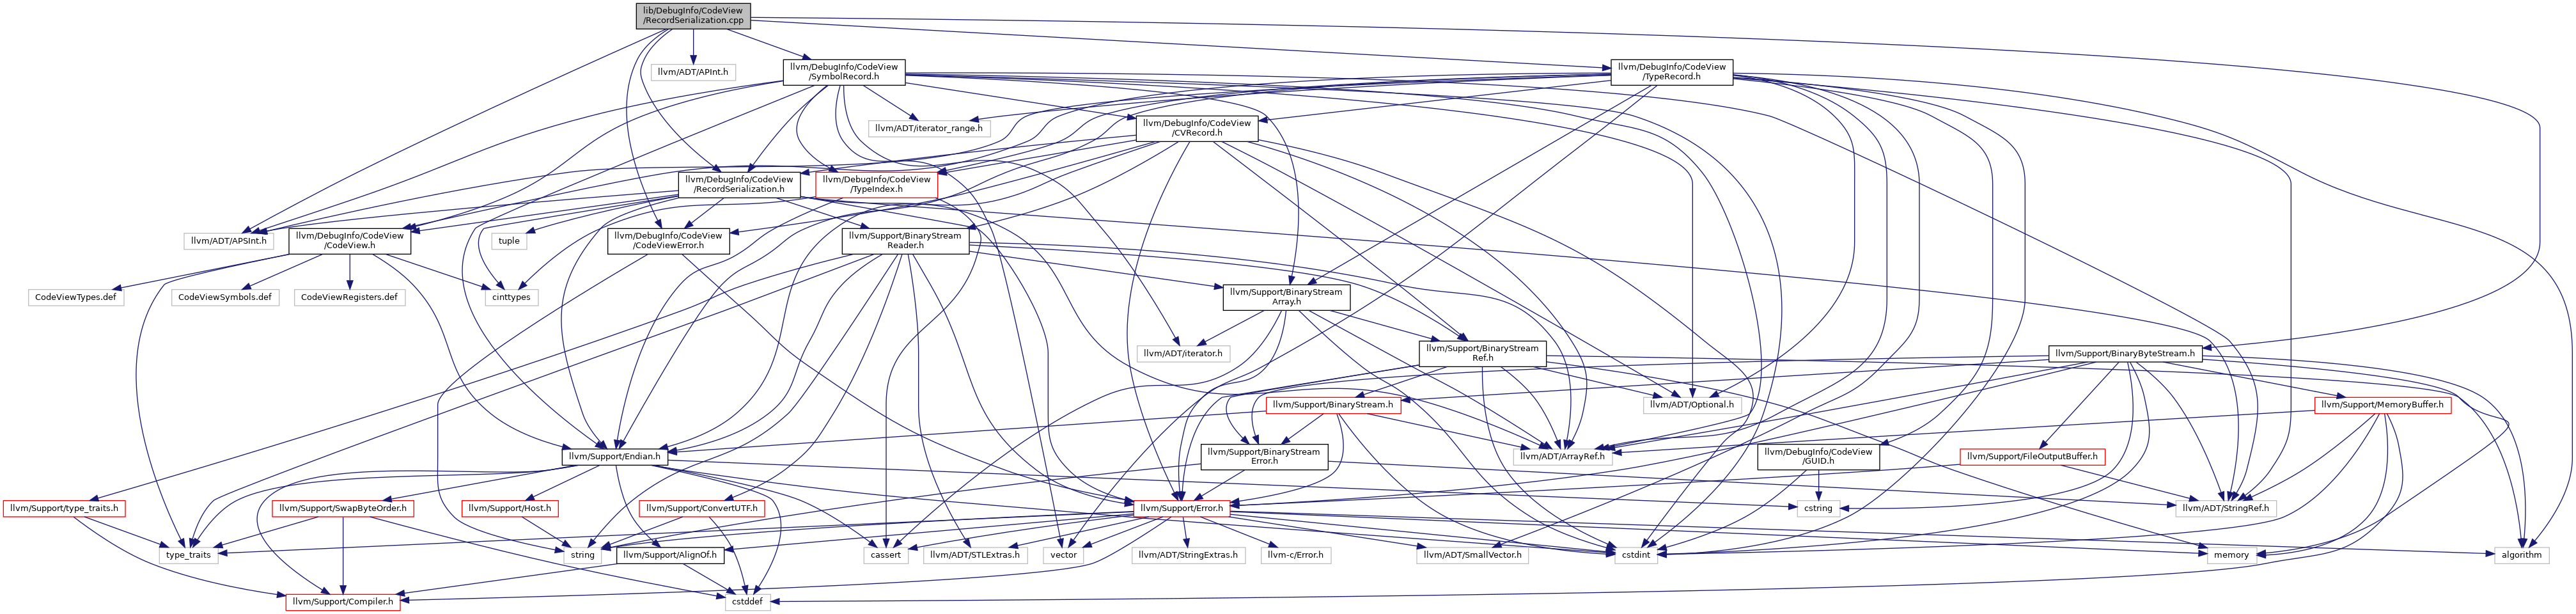 lib/DebugInfo/CodeView
/RecordSerialization.cpp
llvm/ADT/APInt.h
llvm/DebugInfo/CodeView
/SymbolRecord.h
llvm/DebugInfo/CodeView
/TypeRecord.h
llvm/ADT/iterator_range.h
llvm/DebugInfo/CodeView
/CVRecord.h
llvm/DebugInfo/CodeView
/RecordSerialization.h
llvm/DebugInfo/CodeView
/TypeIndex.h
llvm/ADT/APSInt.h
llvm/DebugInfo/CodeView
/CodeView.h
tuple
llvm/DebugInfo/CodeView
/CodeViewError.h
llvm/Support/BinaryStream
Reader.h
CodeViewTypes.def
CodeViewSymbols.def
CodeViewRegisters.def
cinttypes
llvm/Support/BinaryStream
Array.h
llvm/ADT/iterator.h
llvm/Support/BinaryStream
Ref.h
llvm/Support/BinaryByteStream.h
llvm/Support/BinaryStream.h
llvm/ADT/Optional.h
llvm/Support/MemoryBuffer.h
llvm/Support/Endian.h
llvm/Support/BinaryStream
Error.h
llvm/ADT/ArrayRef.h
llvm/DebugInfo/CodeView
/GUID.h
llvm/Support/FileOutputBuffer.h
llvm/Support/type_traits.h
llvm/Support/SwapByteOrder.h
llvm/Support/Host.h
llvm/Support/ConvertUTF.h
llvm/Support/Error.h
cstring
llvm/ADT/StringRef.h
type_traits
string
llvm/Support/AlignOf.h
cassert
llvm/ADT/STLExtras.h
vector
llvm/ADT/StringExtras.h
llvm-c/Error.h
llvm/ADT/SmallVector.h
cstdint
memory
algorithm
llvm/Support/Compiler.h
cstddef